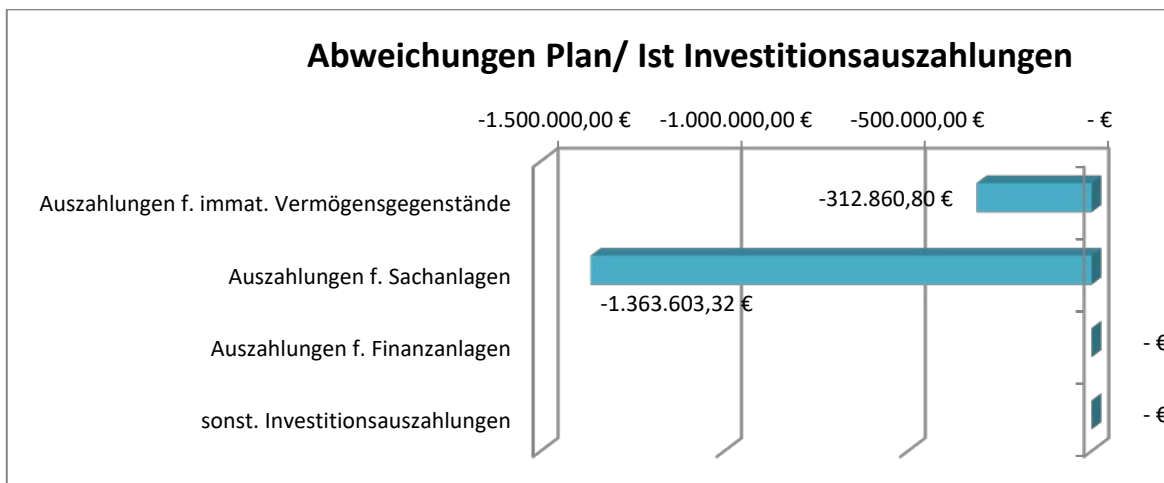 Abweichungen Plan/ Ist Investitionsauszahlungen
-1.500.000,00 € -1.000.000,00 € -500.000,00 € - €
Auszahlungen f. immat. Vermögensgegenstände
-312.860,80 €
Auszahlungen f. Sachanlagen
-1.363.603,32 €
Auszahlungen f. Finanzanlagen
- €
sonst. Investitionsauszahlungen
- €